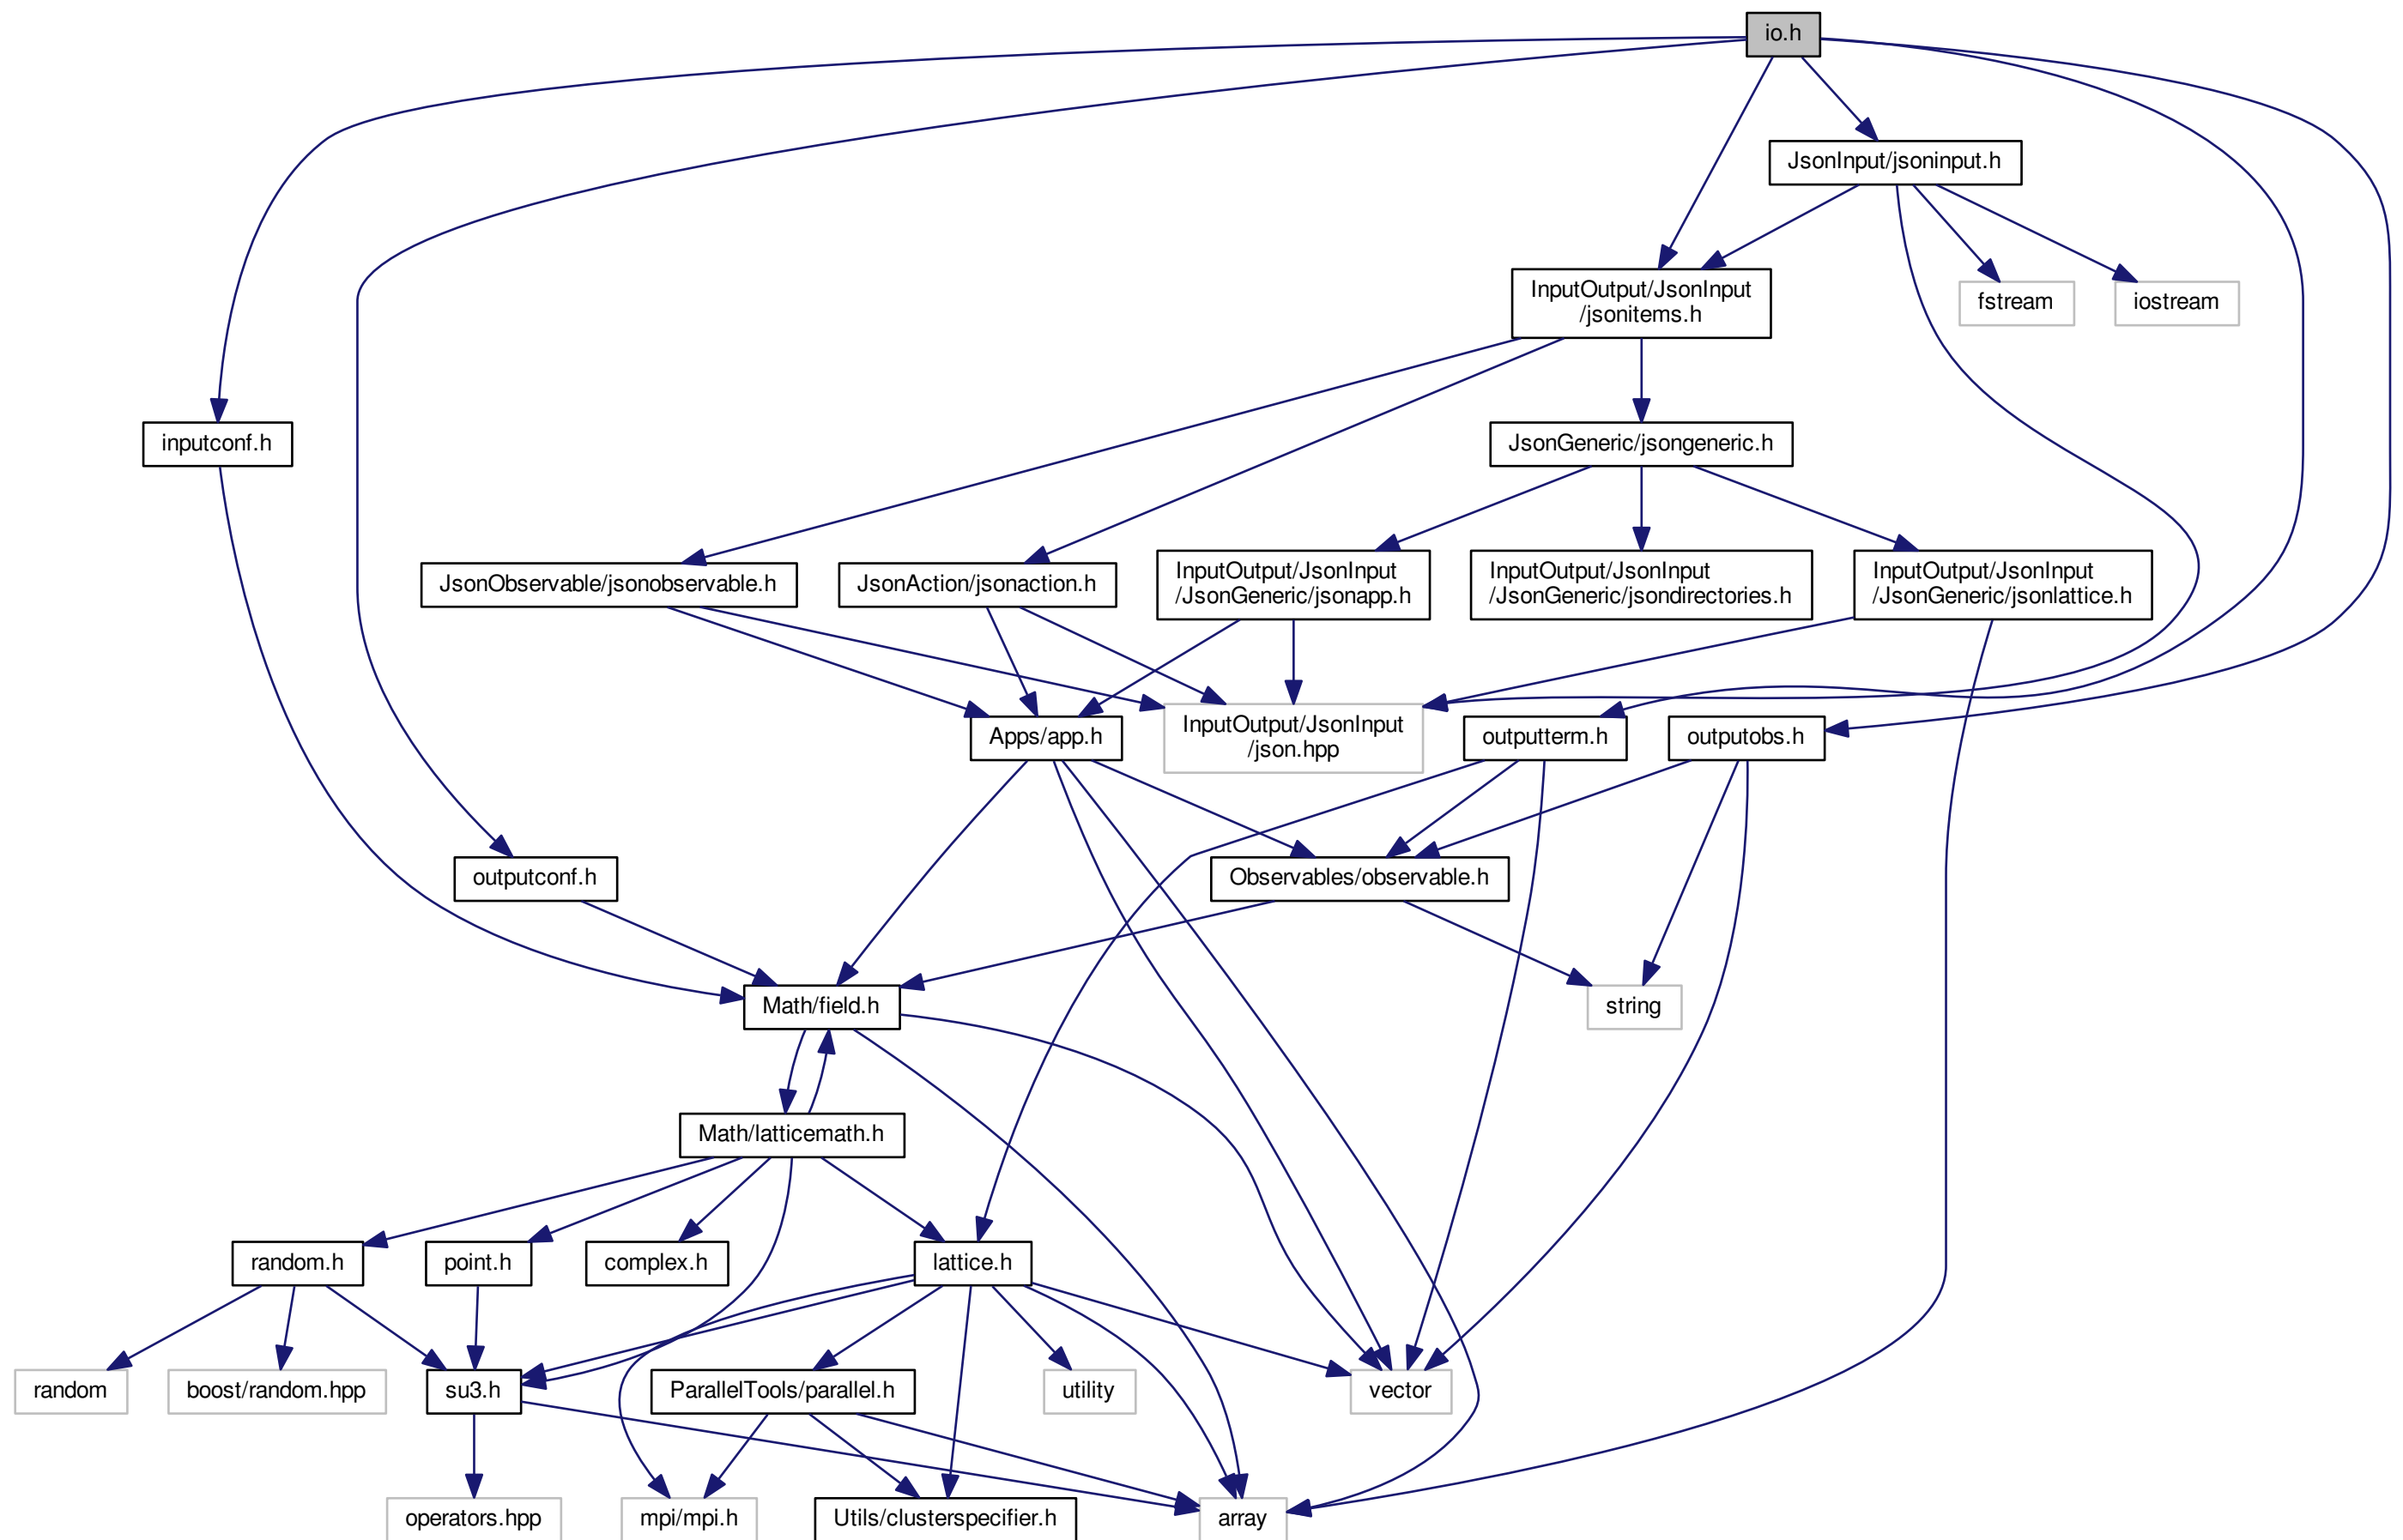 io.h
JsonInput/jsoninput.h
InputOutput/JsonInput
/jsonitems.h
fstream
iostream
inputconf.h
JsonGeneric/jsongeneric.h
JsonObservable/jsonobservable.h
JsonAction/jsonaction.h
InputOutput/JsonInput
/JsonGeneric/jsonapp.h
InputOutput/JsonInput
/JsonGeneric/jsondirectories.h
InputOutput/JsonInput
/JsonGeneric/jsonlattice.h
Apps/app.h
InputOutput/JsonInput
/json.hpp
outputterm.h
outputobs.h
outputconf.h
Observables/observable.h
Math/field.h
string
Math/latticemath.h
random.h
point.h
complex.h
lattice.h
random
boost/random.hpp
su3.h
ParallelTools/parallel.h
utility
vector
operators.hpp
mpi/mpi.h
Utils/clusterspecifier.h
array